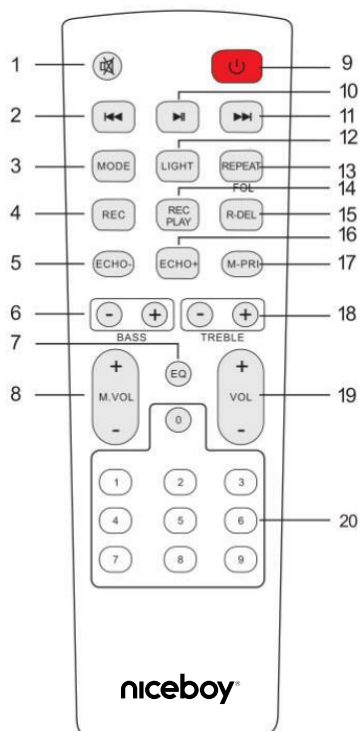 1 9
10
2 11
12
3 MODE LIGHT REPEAT 13
FOL 14
4 REC REC PLAY R-DEL 15
16
5 ECHO- ECHO+ M-PRI 17
6 - + - + 18
BASS TREBLE
7 EQ
+ +
8 M.VOL VOL 19
- 0 -
1 2 3
4 5 6 20
7 8 9
niceboy®